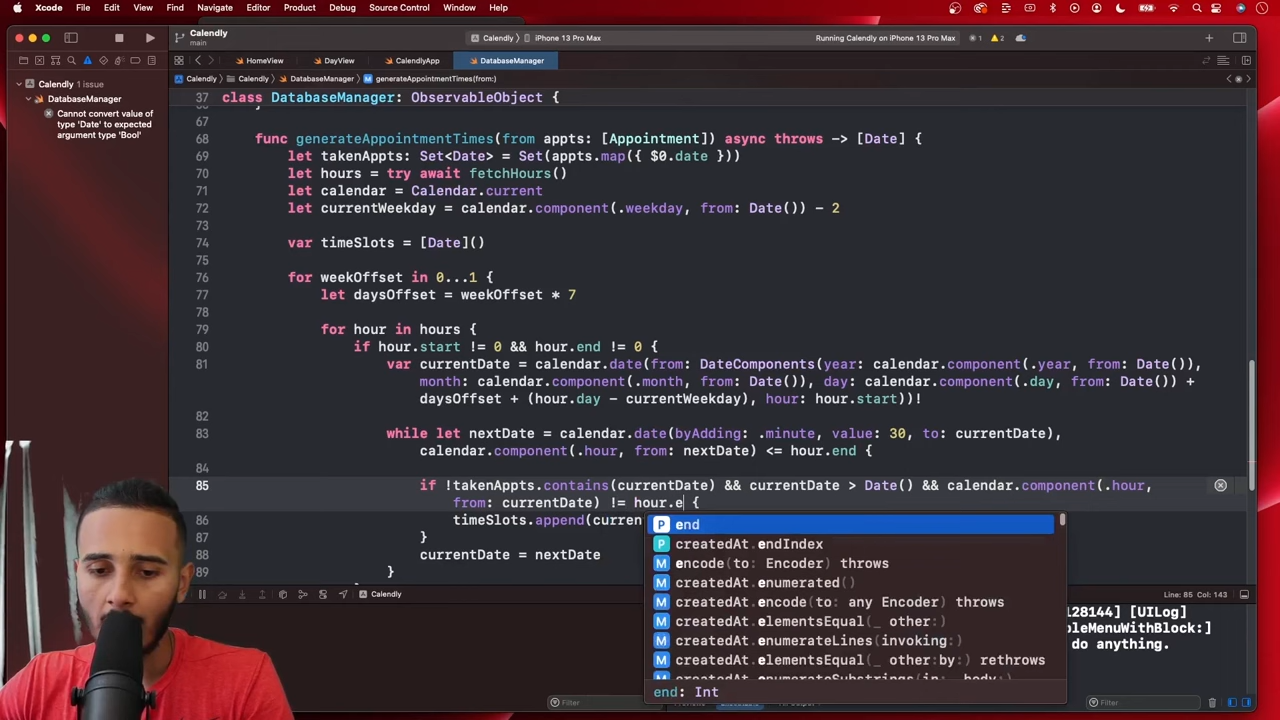 Xcode File Edit View Find Navigate Editor Product Debug Source Control Window Help
Calendly
main
Calendly iPhone 13 Pro Max
Running Calendly on iPhone 13 Pro Max
1 2
HomeView DayView CalendlyApp DatabaseManager
Calendly Calendly DatabaseManager generateAppointmentTimes(from:)
Calendly 1 issue
DatabaseManager
Cannot convert value of
type 'Date' to expected
argument type 'Bool'
37 class DatabaseManager: ObservableObject {
67
68 func generateAppointmentTimes(from appts: [Appointment]) async throws -> [Date] {
69 let takenAppts: Set<Date> = Set(appts.map({ $0.date }))
70 let hours = try await fetchHours()
71 let calendar = Calendar.current
72 let currentWeekday = calendar.component(.weekday, from: Date()) - 2
73
74 var timeSlots = [Date]()
75
76 for weekOffset in 0...1 {
77 let daysOffset = weekOffset * 7
78
79 for hour in hours {
80 if hour.start != 0 && hour.end != 0 {
81 var currentDate = calendar.date(from: DateComponents(year: calendar.component(.year, from: Date()),
month: calendar.component(.month, from: Date()), day: calendar.component(.day, from: Date()) +
daysOffset + (hour.day - currentWeekday), hour: hour.start))!
82
83 while let nextDate = calendar.date(byAdding: .minute, value: 30, to: currentDate),
calendar.component(.hour, from: nextDate) <= hour.end {
84
85 if !takenAppts.contains(currentDate) && currentDate > Date() && calendar.component(.hour,
from: currentDate) != hour.e {
86 timeSlots.append(curren
87 }
88 currentDate = nextDate
89 }
end
createdAt.endIndex
encode(to: Encoder) throws
createdAt.enumerated()
createdAt.encode(to: any Encoder) throws
createdAt.elementsEqual(_ other:)
createdAt.enumerateLines(invoking:)
createdAt.elementsEqual(_ other:by:) rethrows
createdAt.enumerateSubstrings(in: body:)
end: Int
Calendly
Line: 85 Col: 143
128144] [UILog]
bleMenuWithBlock:]
do anything.
Filter
Filter